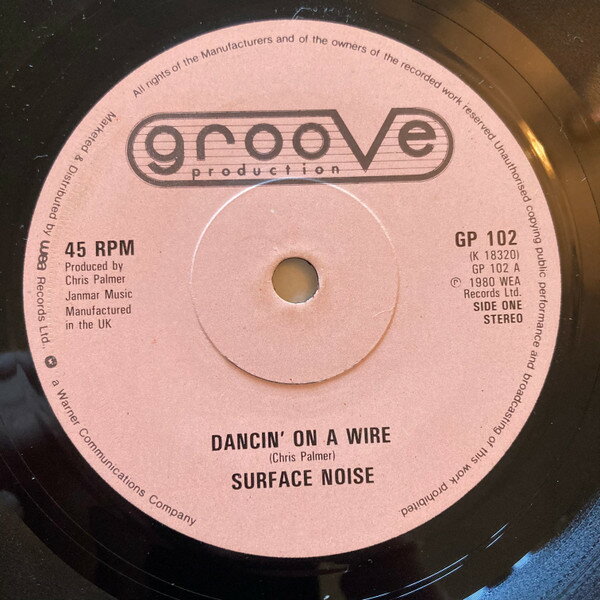 All rights of the Manufacturers and of the owners of the recorded work reserved Unauthorised copying public performance and broadcasting of this work prohibited
groove
production
45 RPM
Produced by
Chris Palmer
Janmar Music
Manufactured
in the UK
GP 102
(K 18320)
GP 102 A
℗ 1980 WEA
Records Ltd.
SIDE ONE
STEREO
DANCIN' ON A WIRE
(Chris Palmer)
SURFACE NOISE
Marketed & Distributed by wea Records Ltd., a Warner Communications Company